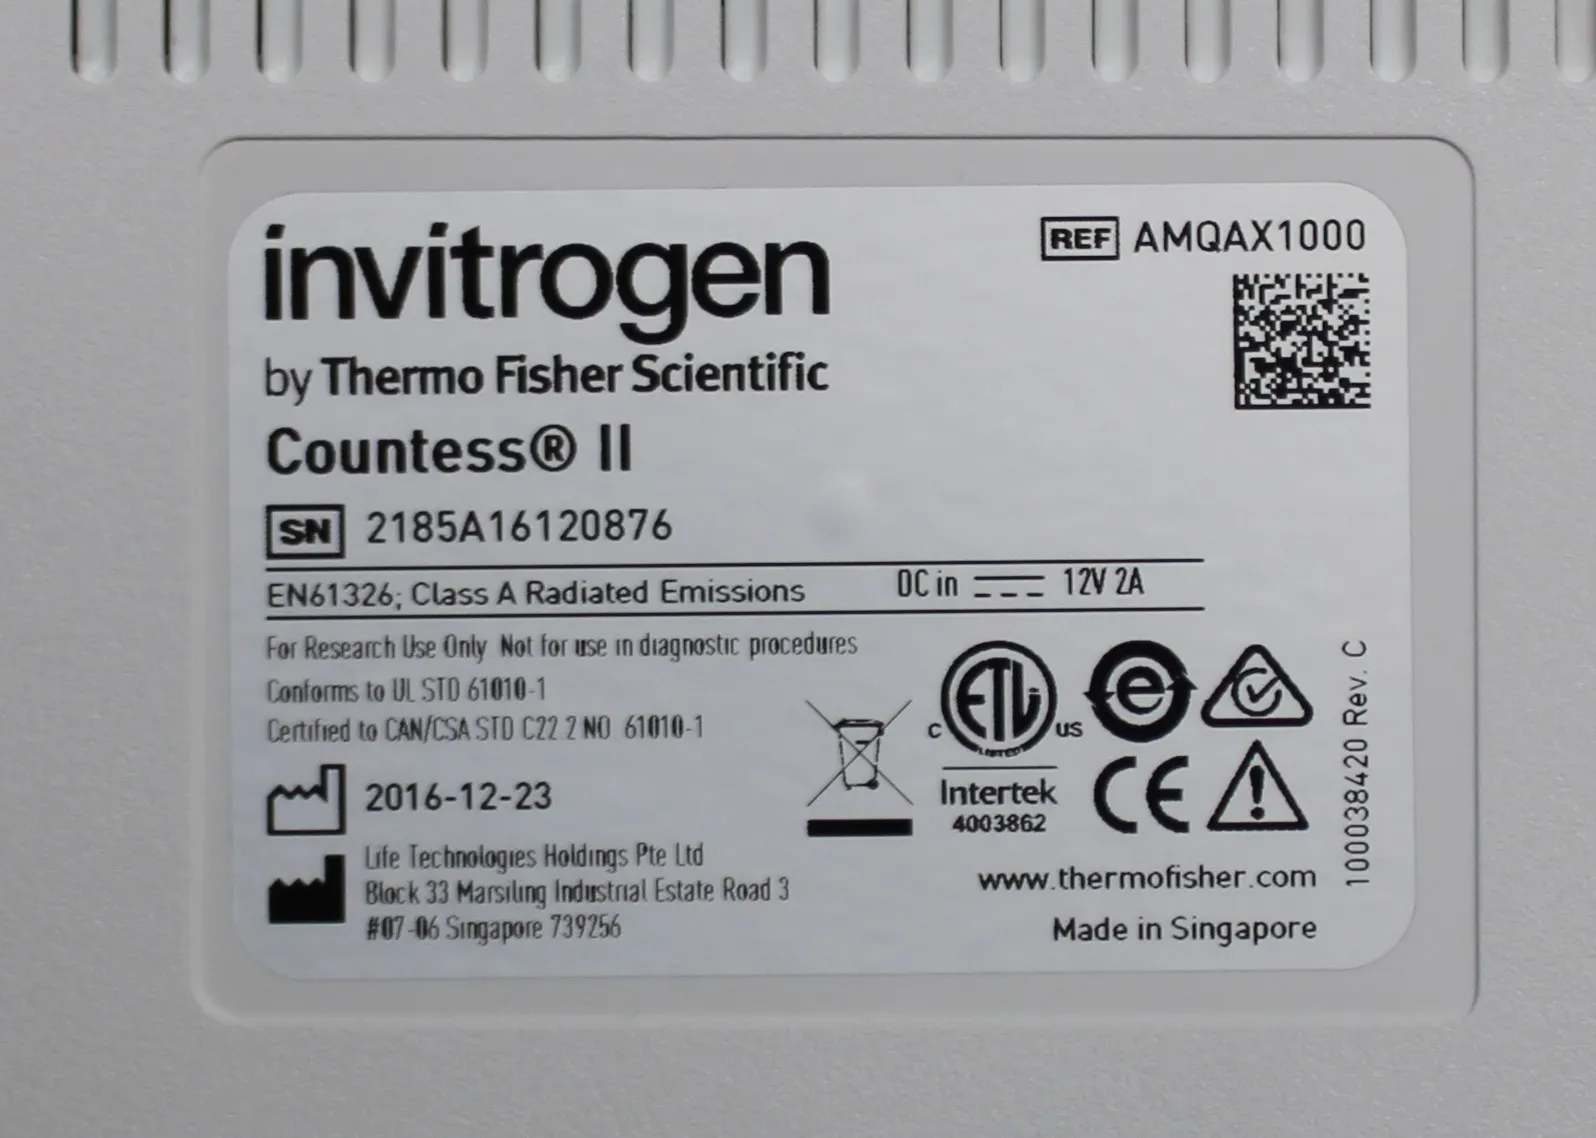 invitrogen
by Thermo Fisher Scientific
Countess® II
REF AMQAX1000
SN 2185A16120876
EN61326; Class A Radiated Emissions
DC in 12V 2A
For Research Use Only Not for use in diagnostic procedures
Conforms to UL STD 61010-1
Certified to CAN/CSA STD C22 2 NO 61010-1
2016-12-23
Life Technologies Holdings Pte Ltd
Block 33 Marsiling Industrial Estate Road 3
#07-06 Singapore 739256
C ETL US
LISTED
Intertek
4003862
e
CE
!
www.thermofisher.com
Made in Singapore
100038420 Rev. C